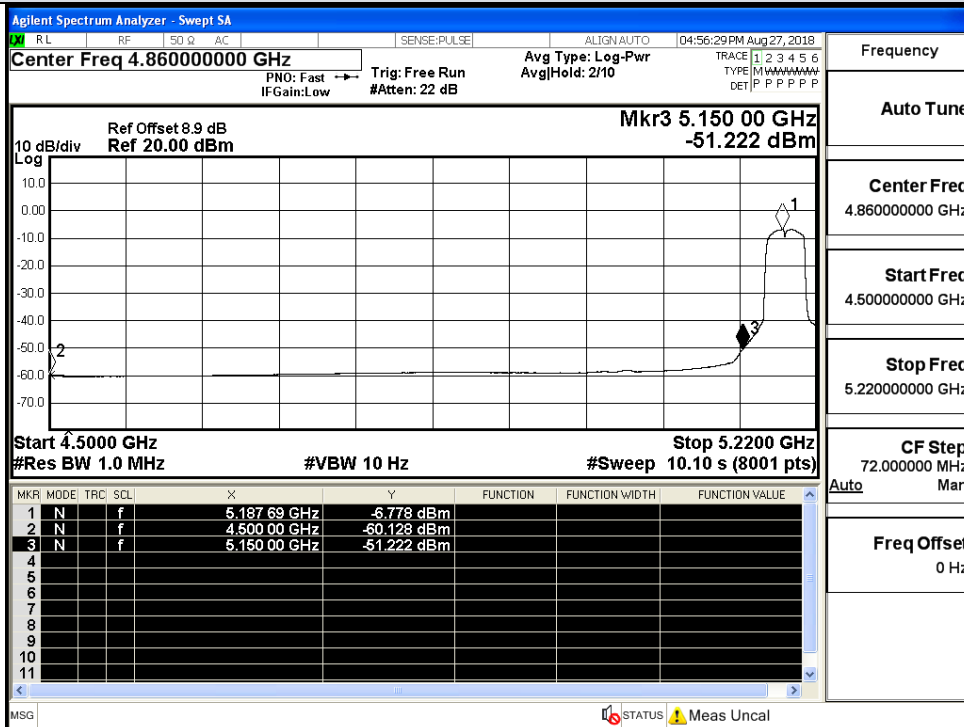 Agilent Spectrum Analyzer - Swept SA
LXI RL RF 50 Ω AC SENSE:PULSE ALIGN AUTO 04:56:29 PM Aug 27, 2018
Center Freq 4.860000000 GHz
PNO: Fast
IFGain:Low
Trig: Free Run
#Atten: 22 dB
Avg Type: Log-Pwr
Avg|Hold: 2/10
TRACE 1 2 3 4 5 6
TYPE M WWWWW
DET P P P P P P
Ref Offset 8.9 dB
10 dB/div Ref 20.00 dBm
Log
Mkr3 5.150 00 GHz
-51.222 dBm
10.0
0.00
-10.0
-20.0
-30.0
-40.0
-50.0
-60.0
-70.0
1
2
3
Start 4.5000 GHz Stop 5.2200 GHz
#Res BW 1.0 MHz #VBW 10 Hz #Sweep 10.10 s (8001 pts)
MKR MODE TRC SCL X Y FUNCTION FUNCTION WIDTH FUNCTION VALUE
1 N f 5.187 69 GHz -6.778 dBm
2 N f 4.500 00 GHz -60.128 dBm
3 N f 5.150 00 GHz -51.222 dBm
4
5
6
7
8
9
10
11
MSG STATUS Meas Uncal
Frequency
Auto Tune
Center Freq
4.860000000 GHz
Start Freq
4.500000000 GHz
Stop Freq
5.220000000 GHz
CF Step
72.000000 MHz
Auto Man
Freq Offset
0 Hz